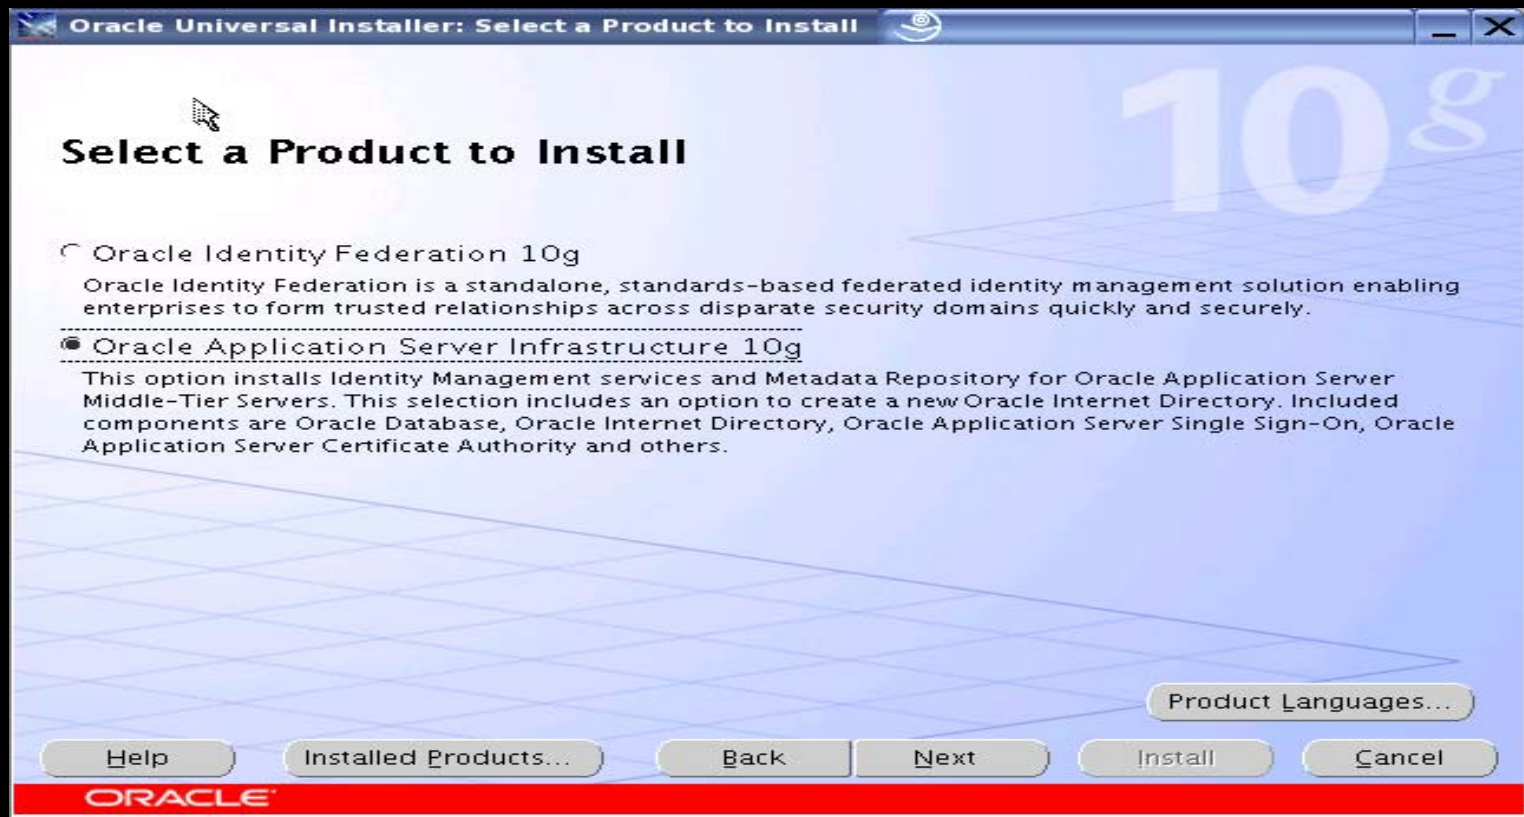 Oracle Universal Installer: Select a Product to Install
10g
Select a Product to Install
Oracle Identity Federation 10g
Oracle Identity Federation is a standalone, standards-based federated identity management solution enabling
enterprises to form trusted relationships across disparate security domains quickly and securely.
Oracle Application Server Infrastructure 10g
This option installs Identity Management services and Metadata Repository for Oracle Application Server
Middle-Tier Servers. This selection includes an option to create a new Oracle Internet Directory. Included
components are Oracle Database, Oracle Internet Directory, Oracle Application Server Single Sign-On, Oracle
Application Server Certificate Authority and others.
Product Languages...
Help Installed Products... Back Next Install Cancel
ORACLE